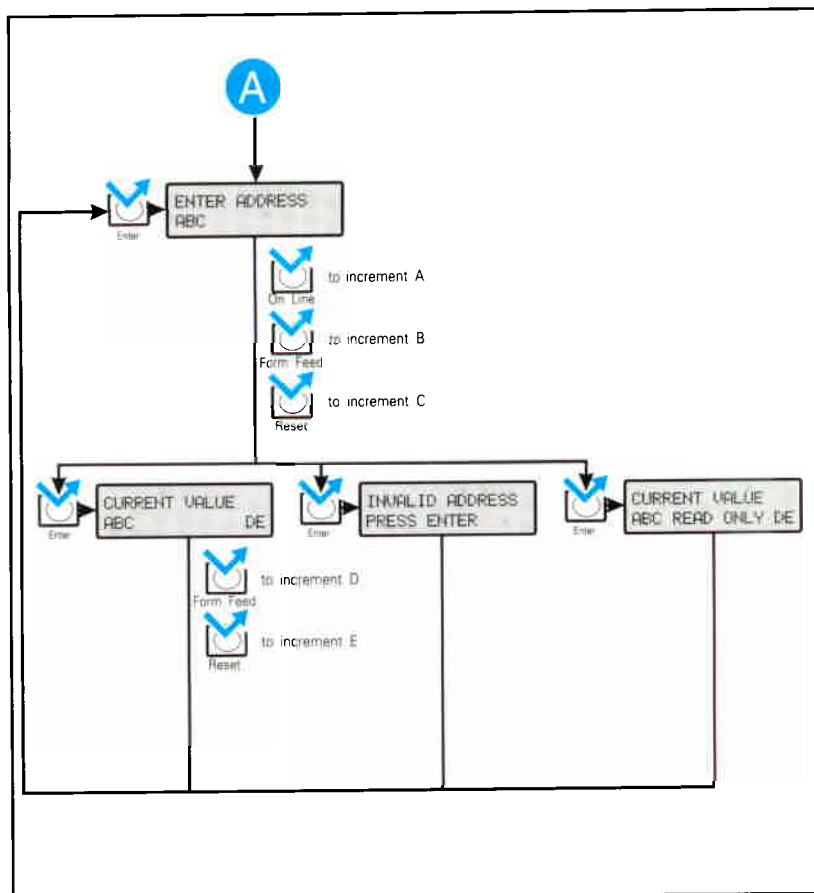 A
ENTER ADDRESS
ABC
Enter
to increment A
On Line
to increment B
Form Feed
to increment C
Reset
CURRENT VALUE
ABC DE
Enter
INVALID ADDRESS
PRESS ENTER
Enter
CURRENT VALUE
ABC READ ONLY DE
Enter
to increment D
Form Feed
to increment E
Reset